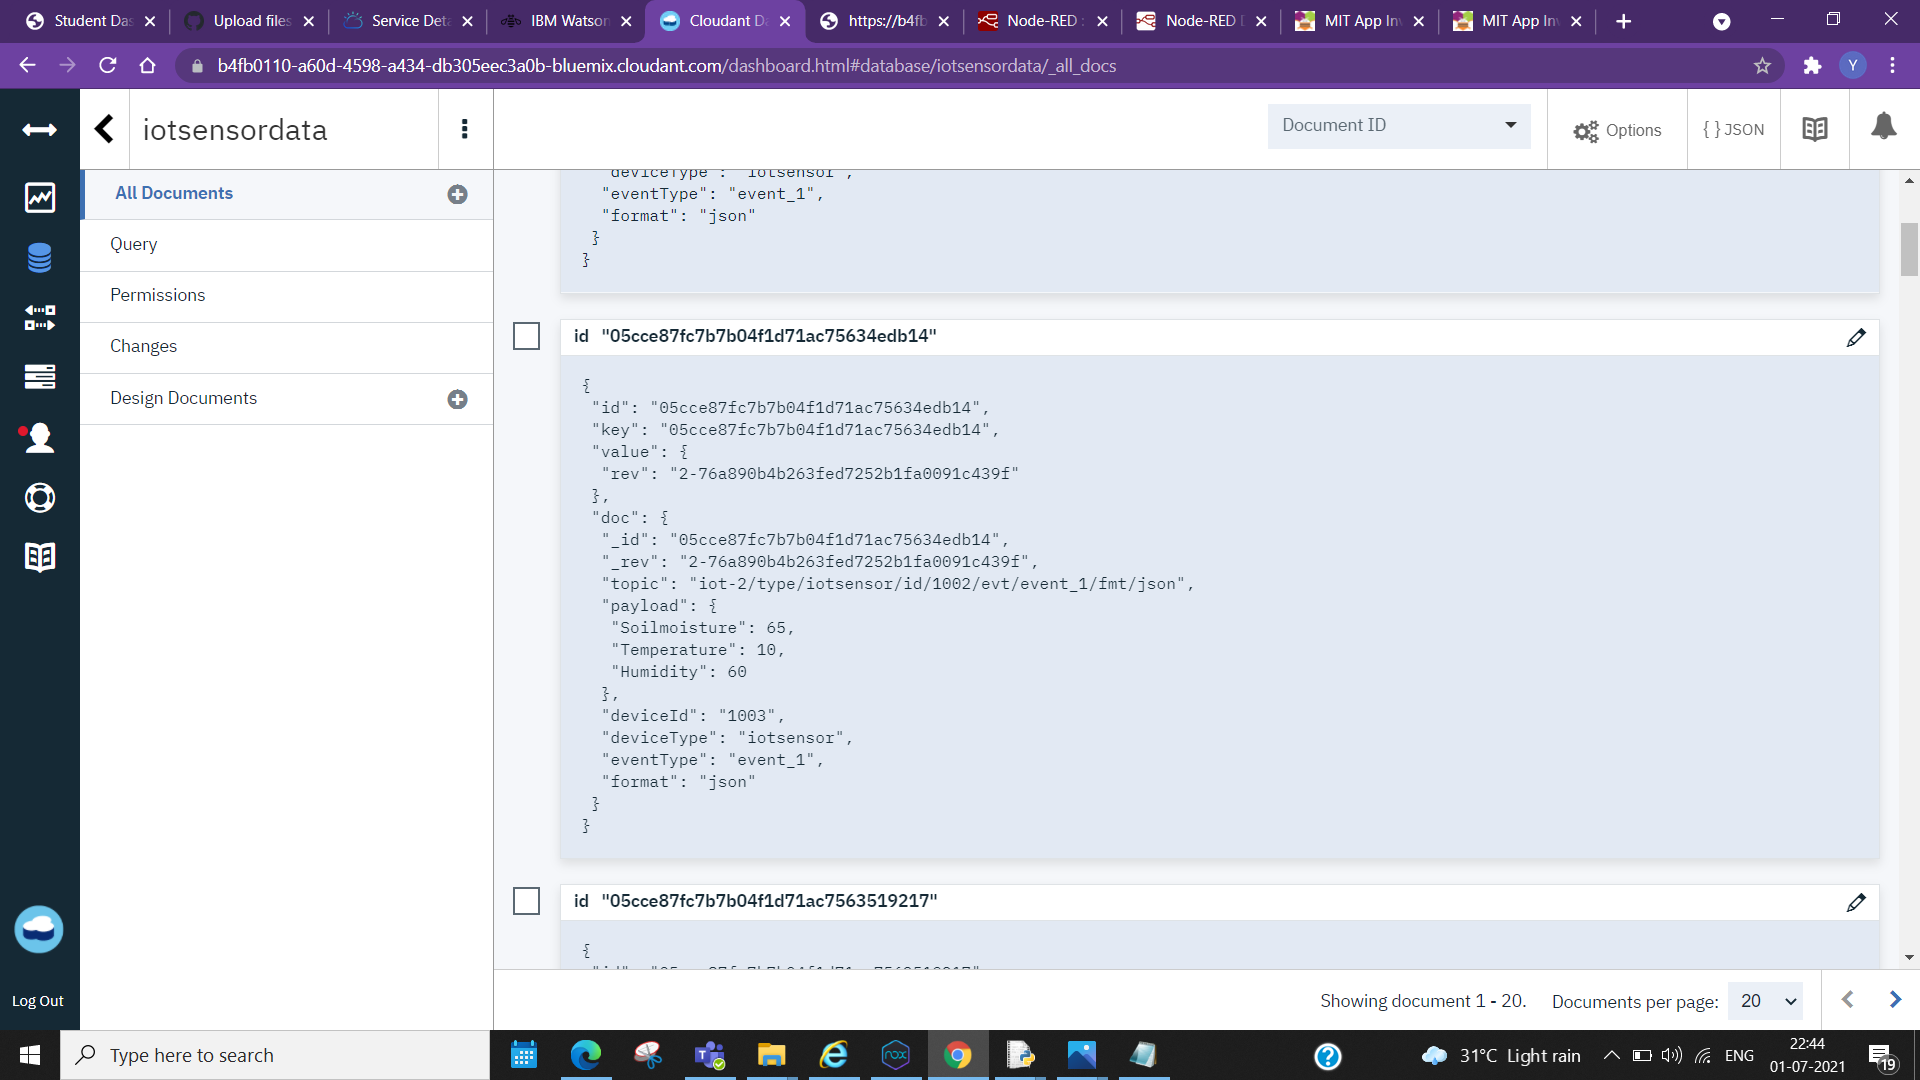 Student Das
Upload files
Service Deta
IBM Watson
Cloudant Da
https://b4fb
Node-RED :
Node-RED
MIT App Inv
MIT App Inv
b4fb0110-a60d-4598-a434-db305eec3a0b-bluemix.cloudant.com/dashboard.html#database/iotsensordata/_all_docs
Y
iotsensordata
Document ID
Options
{ } JSON
All Documents
Query
Permissions
Changes
Design Documents
Log Out
"deviceType": "iotsensor",
"eventType": "event_1",
"format": "json"
}
}
id "05cce87fc7b7b04f1d71ac75634edb14"
{
"id": "05cce87fc7b7b04f1d71ac75634edb14",
"key": "05cce87fc7b7b04f1d71ac75634edb14",
"value": {
"rev": "2-76a890b4b263fed7252b1fa0091c439f"
},
"doc": {
"_id": "05cce87fc7b7b04f1d71ac75634edb14",
"_rev": "2-76a890b4b263fed7252b1fa0091c439f",
"topic": "iot-2/type/iotsensor/id/1002/evt/event_1/fmt/json",
"payload": {
"Soilmoisture": 65,
"Temperature": 10,
"Humidity": 60
},
"deviceId": "1003",
"deviceType": "iotsensor",
"eventType": "event_1",
"format": "json"
}
}
id "05cce87fc7b7b04f1d71ac7563519217"
{
Showing document 1 - 20.
Documents per page:
20
Type here to search
nox
31°C Light rain
ENG
22:44
01-07-2021
19